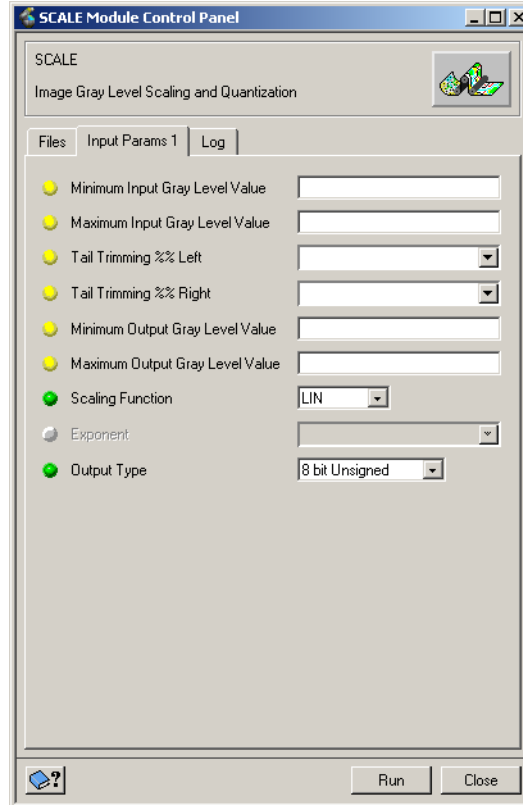 SCALE Module Control Panel
SCALE
Image Gray Level Scaling and Quantization
Files Input Params 1 Log
Minimum Input Gray Level Value
Maximum Input Gray Level Value
Tail Trimming %% Left
Tail Trimming %% Right
Minimum Output Gray Level Value
Maximum Output Gray Level Value
Scaling Function LIN
Exponent
Output Type 8 bit Unsigned
? Run Close